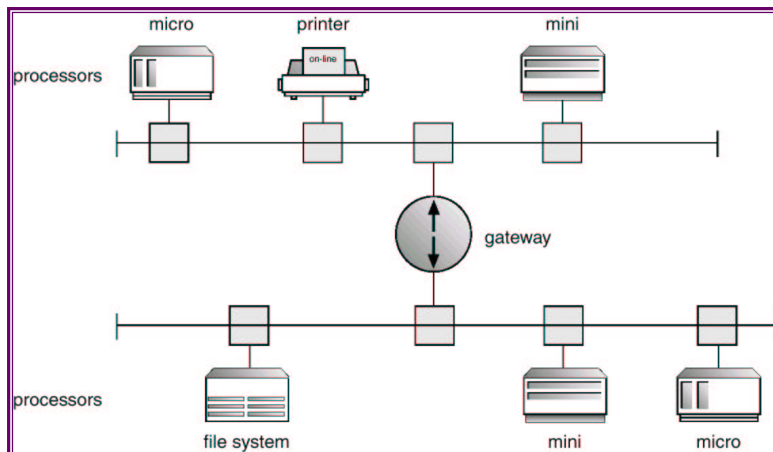 micro
printer
mini
on-line
processors
gateway
processors
file system
mini
micro